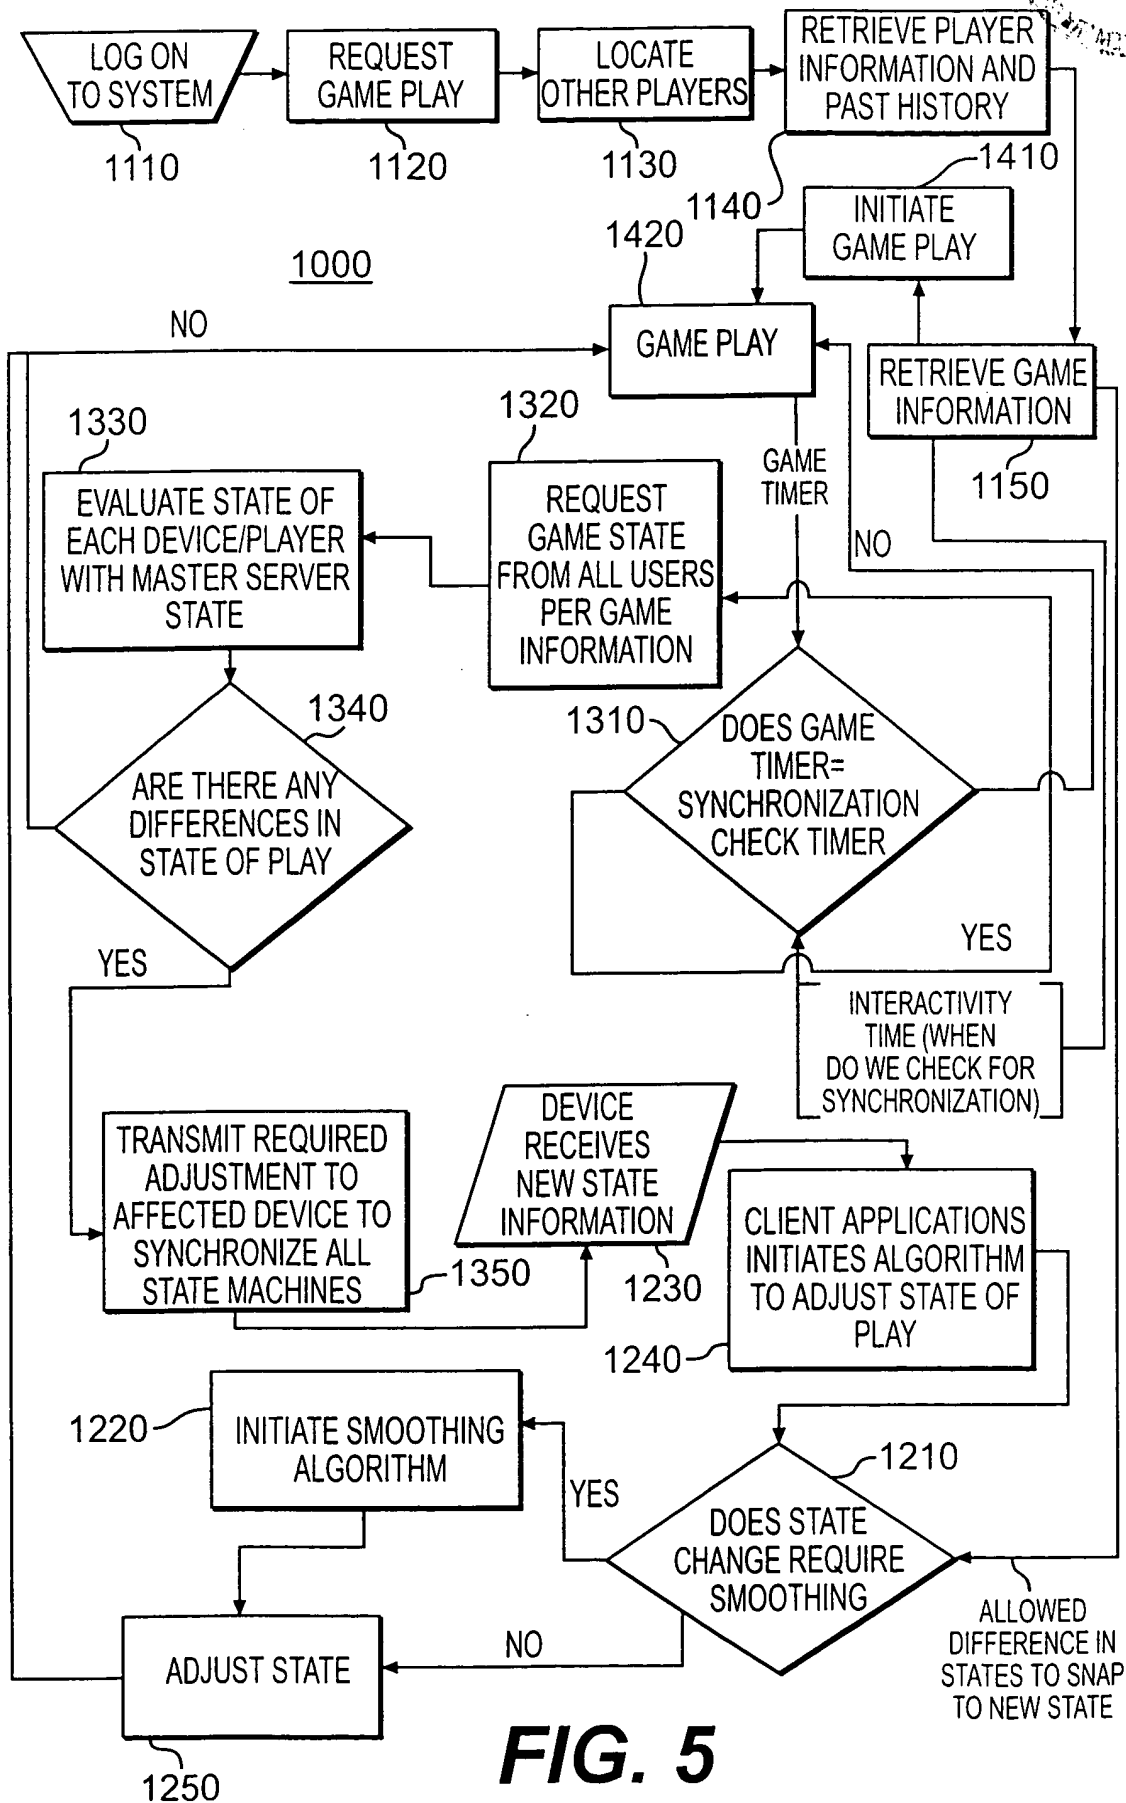 LOG ON
TO SYSTEM
1110
REQUEST
GAME PLAY
1120
LOCATE
OTHER PLAYERS
1130
RETRIEVE PLAYER
INFORMATION AND
PAST HISTORY
1140
1410
INITIATE
GAME PLAY
1000
1420
GAME PLAY
NO
RETRIEVE GAME
INFORMATION
1150
1330
EVALUATE STATE OF
EACH DEVICE/PLAYER
WITH MASTER SERVER
STATE
1320
REQUEST
GAME STATE
FROM ALL USERS
PER GAME
INFORMATION
GAME
TIMER
NO
1340
ARE THERE ANY
DIFFERENCES IN
STATE OF PLAY
YES
1310
DOES GAME
TIMER=
SYNCHRONIZATION
CHECK TIMER
YES
INTERACTIVITY
TIME (WHEN
DO WE CHECK FOR
SYNCHRONIZATION)
TRANSMIT REQUIRED
ADJUSTMENT TO
AFFECTED DEVICE TO
SYNCHRONIZE ALL
STATE MACHINES
1350
DEVICE
RECEIVES
NEW STATE
INFORMATION
1230
CLIENT APPLICATIONS
INITIATES ALGORITHM
TO ADJUST STATE OF
PLAY
1240
1220
INITIATE SMOOTHING
ALGORITHM
YES
1210
DOES STATE
CHANGE REQUIRE
SMOOTHING
NO
ALLOWED
DIFFERENCE IN
STATES TO SNAP
TO NEW STATE
ADJUST STATE
1250
FIG. 5